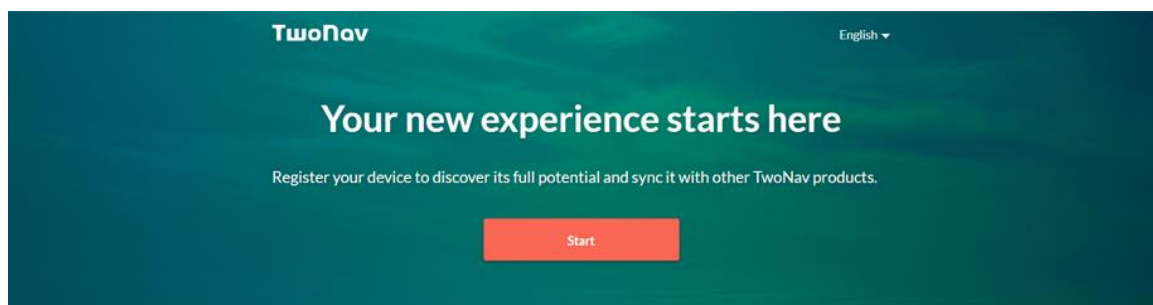 TwoNav
English
Your new experience starts here
Register your device to discover its full potential and sync it with other TwoNav products.
Start